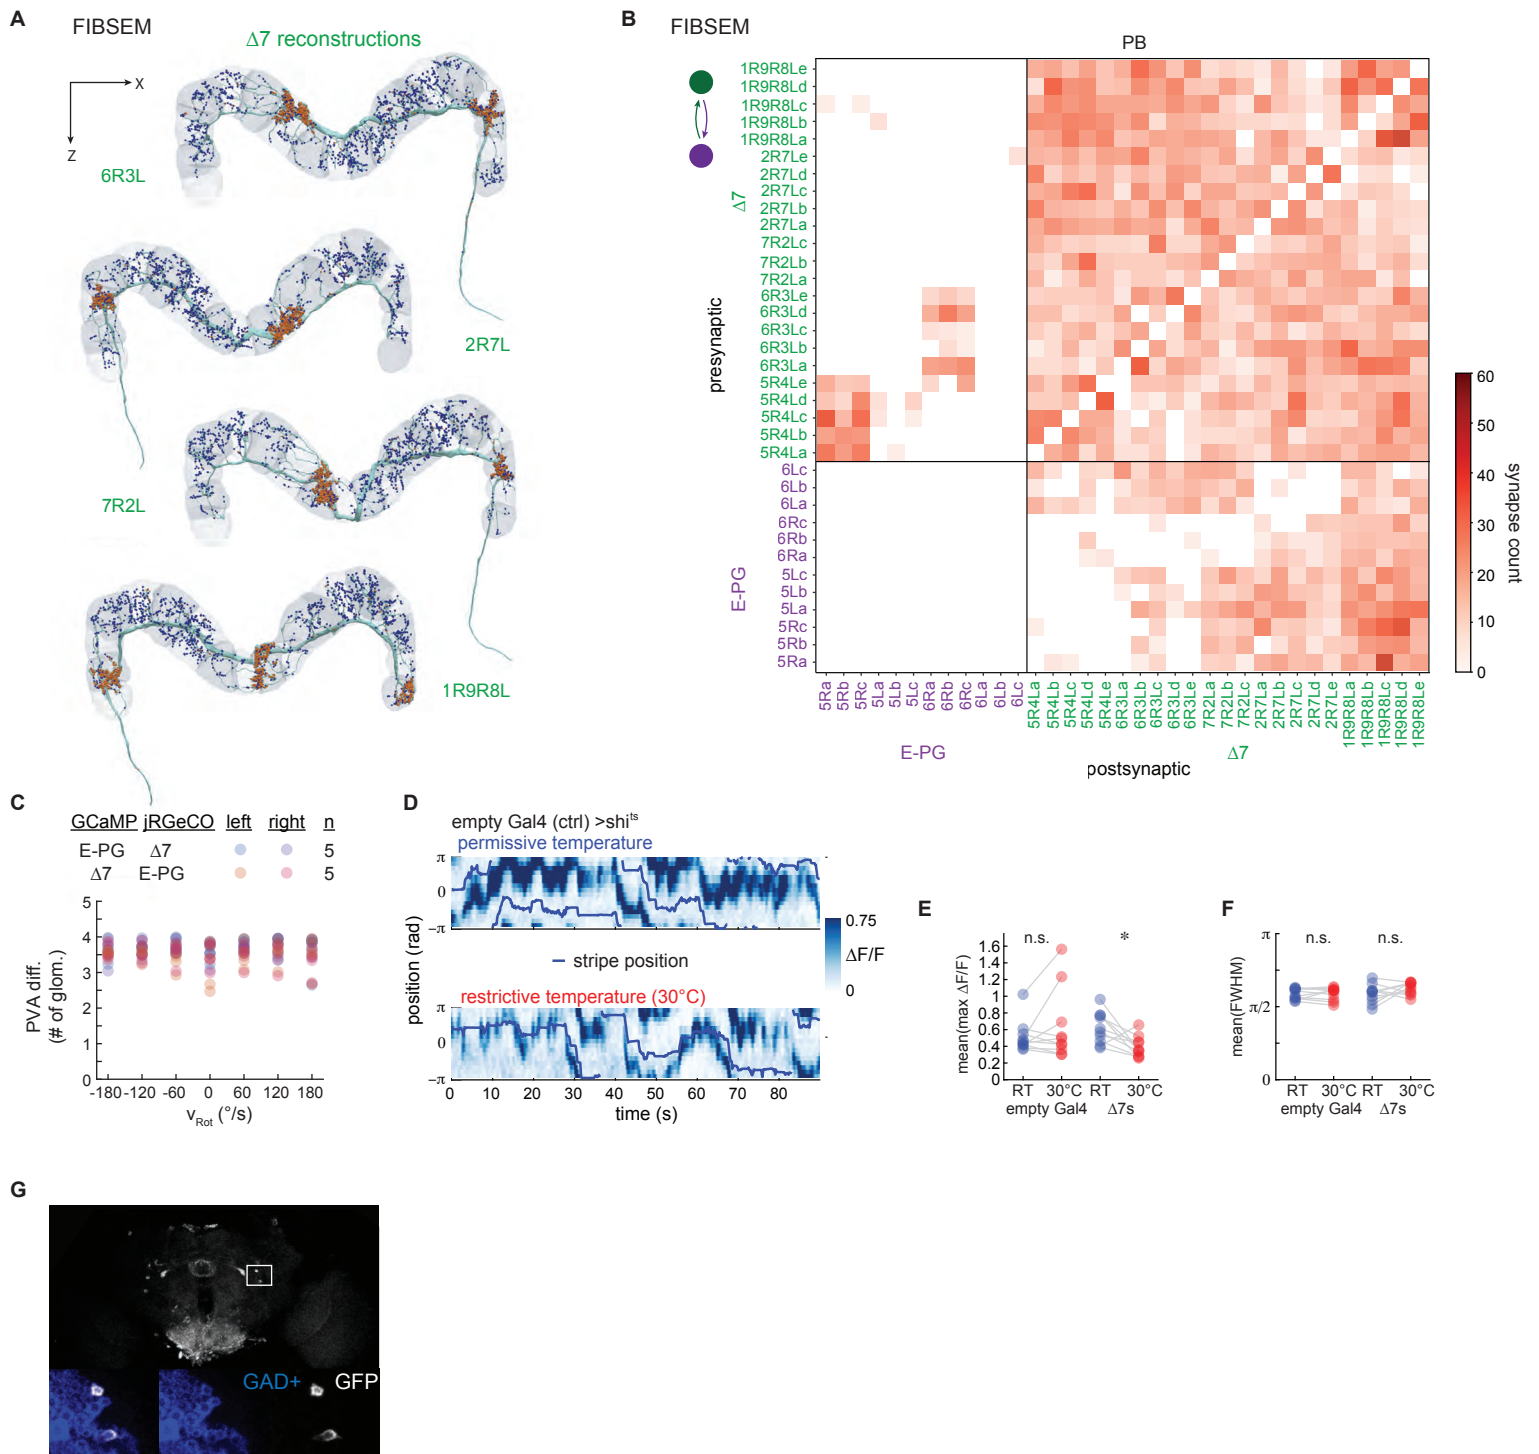 A
FIBSEM
Δ7 reconstructions
X
Z
6R3L
2R7L
7R2L
1R9R8L
B
FIBSEM
PB
1R9R8Le
1R9R8Ld
1R9R8Lc
1R9R8Lb
1R9R8La
2R7Le
2R7Ld
2R7Lc
2R7Lb
2R7La
7R2Lc
7R2Lb
7R2La
6R3Le
6R3Ld
6R3Lc
6R3Lb
6R3La
5R4Le
5R4Ld
5R4Lc
5R4Lb
5R4La
6Lc
6Lb
6La
6Rc
6Rb
6Ra
5Lc
5Lb
5La
5Rc
5Rb
5Ra
Δ7
presynaptic
E-PG
5Ra 5Rb 5Rc 5La 5Lb 5Lc 6Ra 6Rb 6Rc 6La 6Lb 6Lc 5R4La 5R4Lb 5R4Lc 5R4Ld 5R4Le 6R3La 6R3Lb 6R3Lc 6R3Ld 6R3Le 7R2La 7R2Lb 7R2Lc 2R7La 2R7Lb 2R7Lc 2R7Ld 2R7Le 1R9R8La 1R9R8Lb 1R9R8Lc 1R9R8Ld 1R9R8Le
E-PG
Δ7
postsynaptic
60
50
40
30
20
10
0
synapse count
C
GCaMP jRGeCO left right n
E-PG Δ7 5
Δ7 E-PG 5
5
4
3
2
1
0
PVA diff.
(# of glom.)
-180 -120 -60 0 60 120 180
vRot (°/s)
D
empty Gal4 (ctrl) >shits
permissive temperature
π
0
−π
stripe position
restrictive temperature (30°C)
π
0
−π
position (rad)
0 10 20 30 40 50 60 70 80
time (s)
0.75
ΔF/F
0
E
n.s.
*
1.6
1.4
1.2
1
0.8
0.6
0.4
0.2
0
mean(max ΔF/F)
RT 30°C RT 30°C
empty Gal4 Δ7s
F
n.s. n.s.
π
π/2
0
mean(FWHM)
RT 30°C RT 30°C
empty Gal4 Δ7s
G
GAD+ GFP